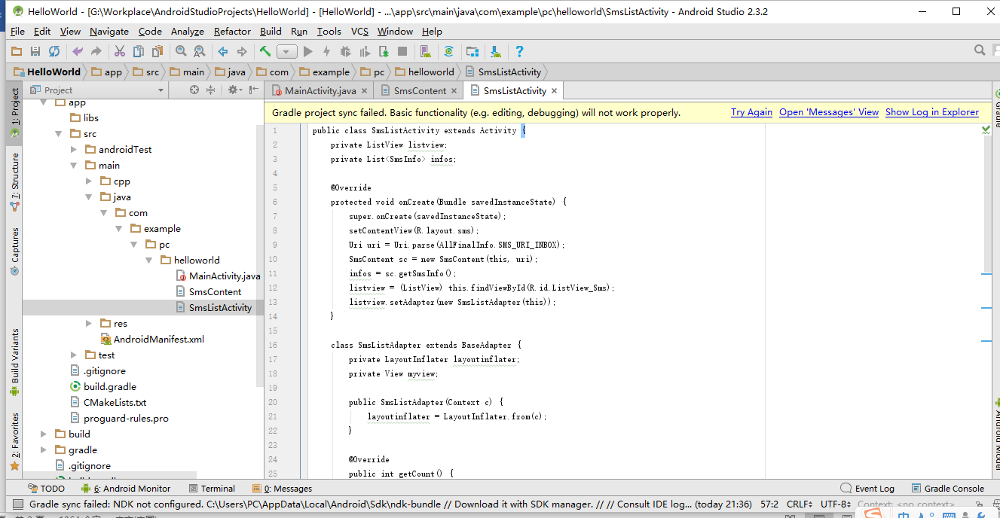 HelloWorld - [G:\Workplace\AndroidStudioProjects\HelloWorld] - [HelloWorld] - ...\app\src\main\java\com\example\pc\helloworld\SmsListActivity - Android Studio 2.3.2
File Edit View Navigate Code Analyze Refactor Build Run Tools VCS Window Help
HelloWorld app src main java com example pc helloworld SmsListActivity
1: Project
7: Structure
Captures
Build Variants
2: Favorites
Project
app
libs
src
androidTest
main
cpp
java
com
example
pc
helloworld
MainActivity.java
SmsContent
SmsListActivity
res
AndroidManifest.xml
test
.gitignore
build.gradle
CMakeLists.txt
proguard-rules.pro
build
gradle
.gitignore
MainActivity.java SmsContent SmsListActivity
Gradle project sync failed. Basic functionality (e.g. editing, debugging) will not work properly. Try Again Open 'Messages' View Show Log in Explorer
1 public class SmsListActivity extends Activity {
2 private ListView listview;
3 private List<SmsInfo> infos;
4
5 @Override
6 protected void onCreate(Bundle savedInstanceState) {
7 super.onCreate(savedInstanceState);
8 setContentView(R.layout.sms);
9 Uri uri = Uri.parse(AllFinalInfo.SMS_URI_INBOX);
10 SmsContent sc = new SmsContent(this, uri);
11 infos = sc.getSmsInfo();
12 listview = (ListView) this.findViewById(R.id.ListView_Sms);
13 listview.setAdapter(new SmsListAdapter(this));
14 }
15
16 class SmsListAdapter extends BaseAdapter {
17 private LayoutInflater layoutinflater;
18 private View myview;
19
20 public SmsListAdapter(Context c) {
21 layoutinflater = LayoutInflater.from(c);
22 }
23
24 @Override
25 public int getCount() {
TODO 6: Android Monitor Terminal 0: Messages Event Log Gradle Console
Gradle sync failed: NDK not configured. C:\Users\PC\AppData\Local\Android\Sdk\ndk-bundle // Download it with SDK manager. // // Consult IDE log... (today 21:36) 57:2 CRLF UTF-8 Context: <no context>